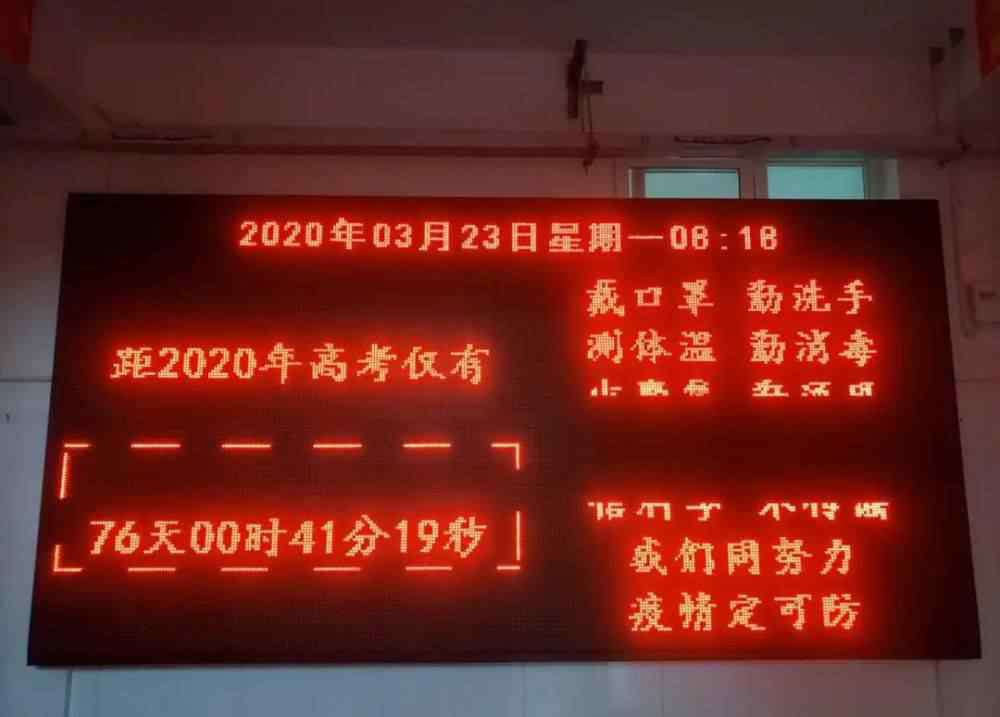 2020年03月23日星期一08:18
戴口罩 勤洗手
测体温 勤消毒
距2020年高考仅有
76天00时41分19秒
我们同努力
疫情定可防